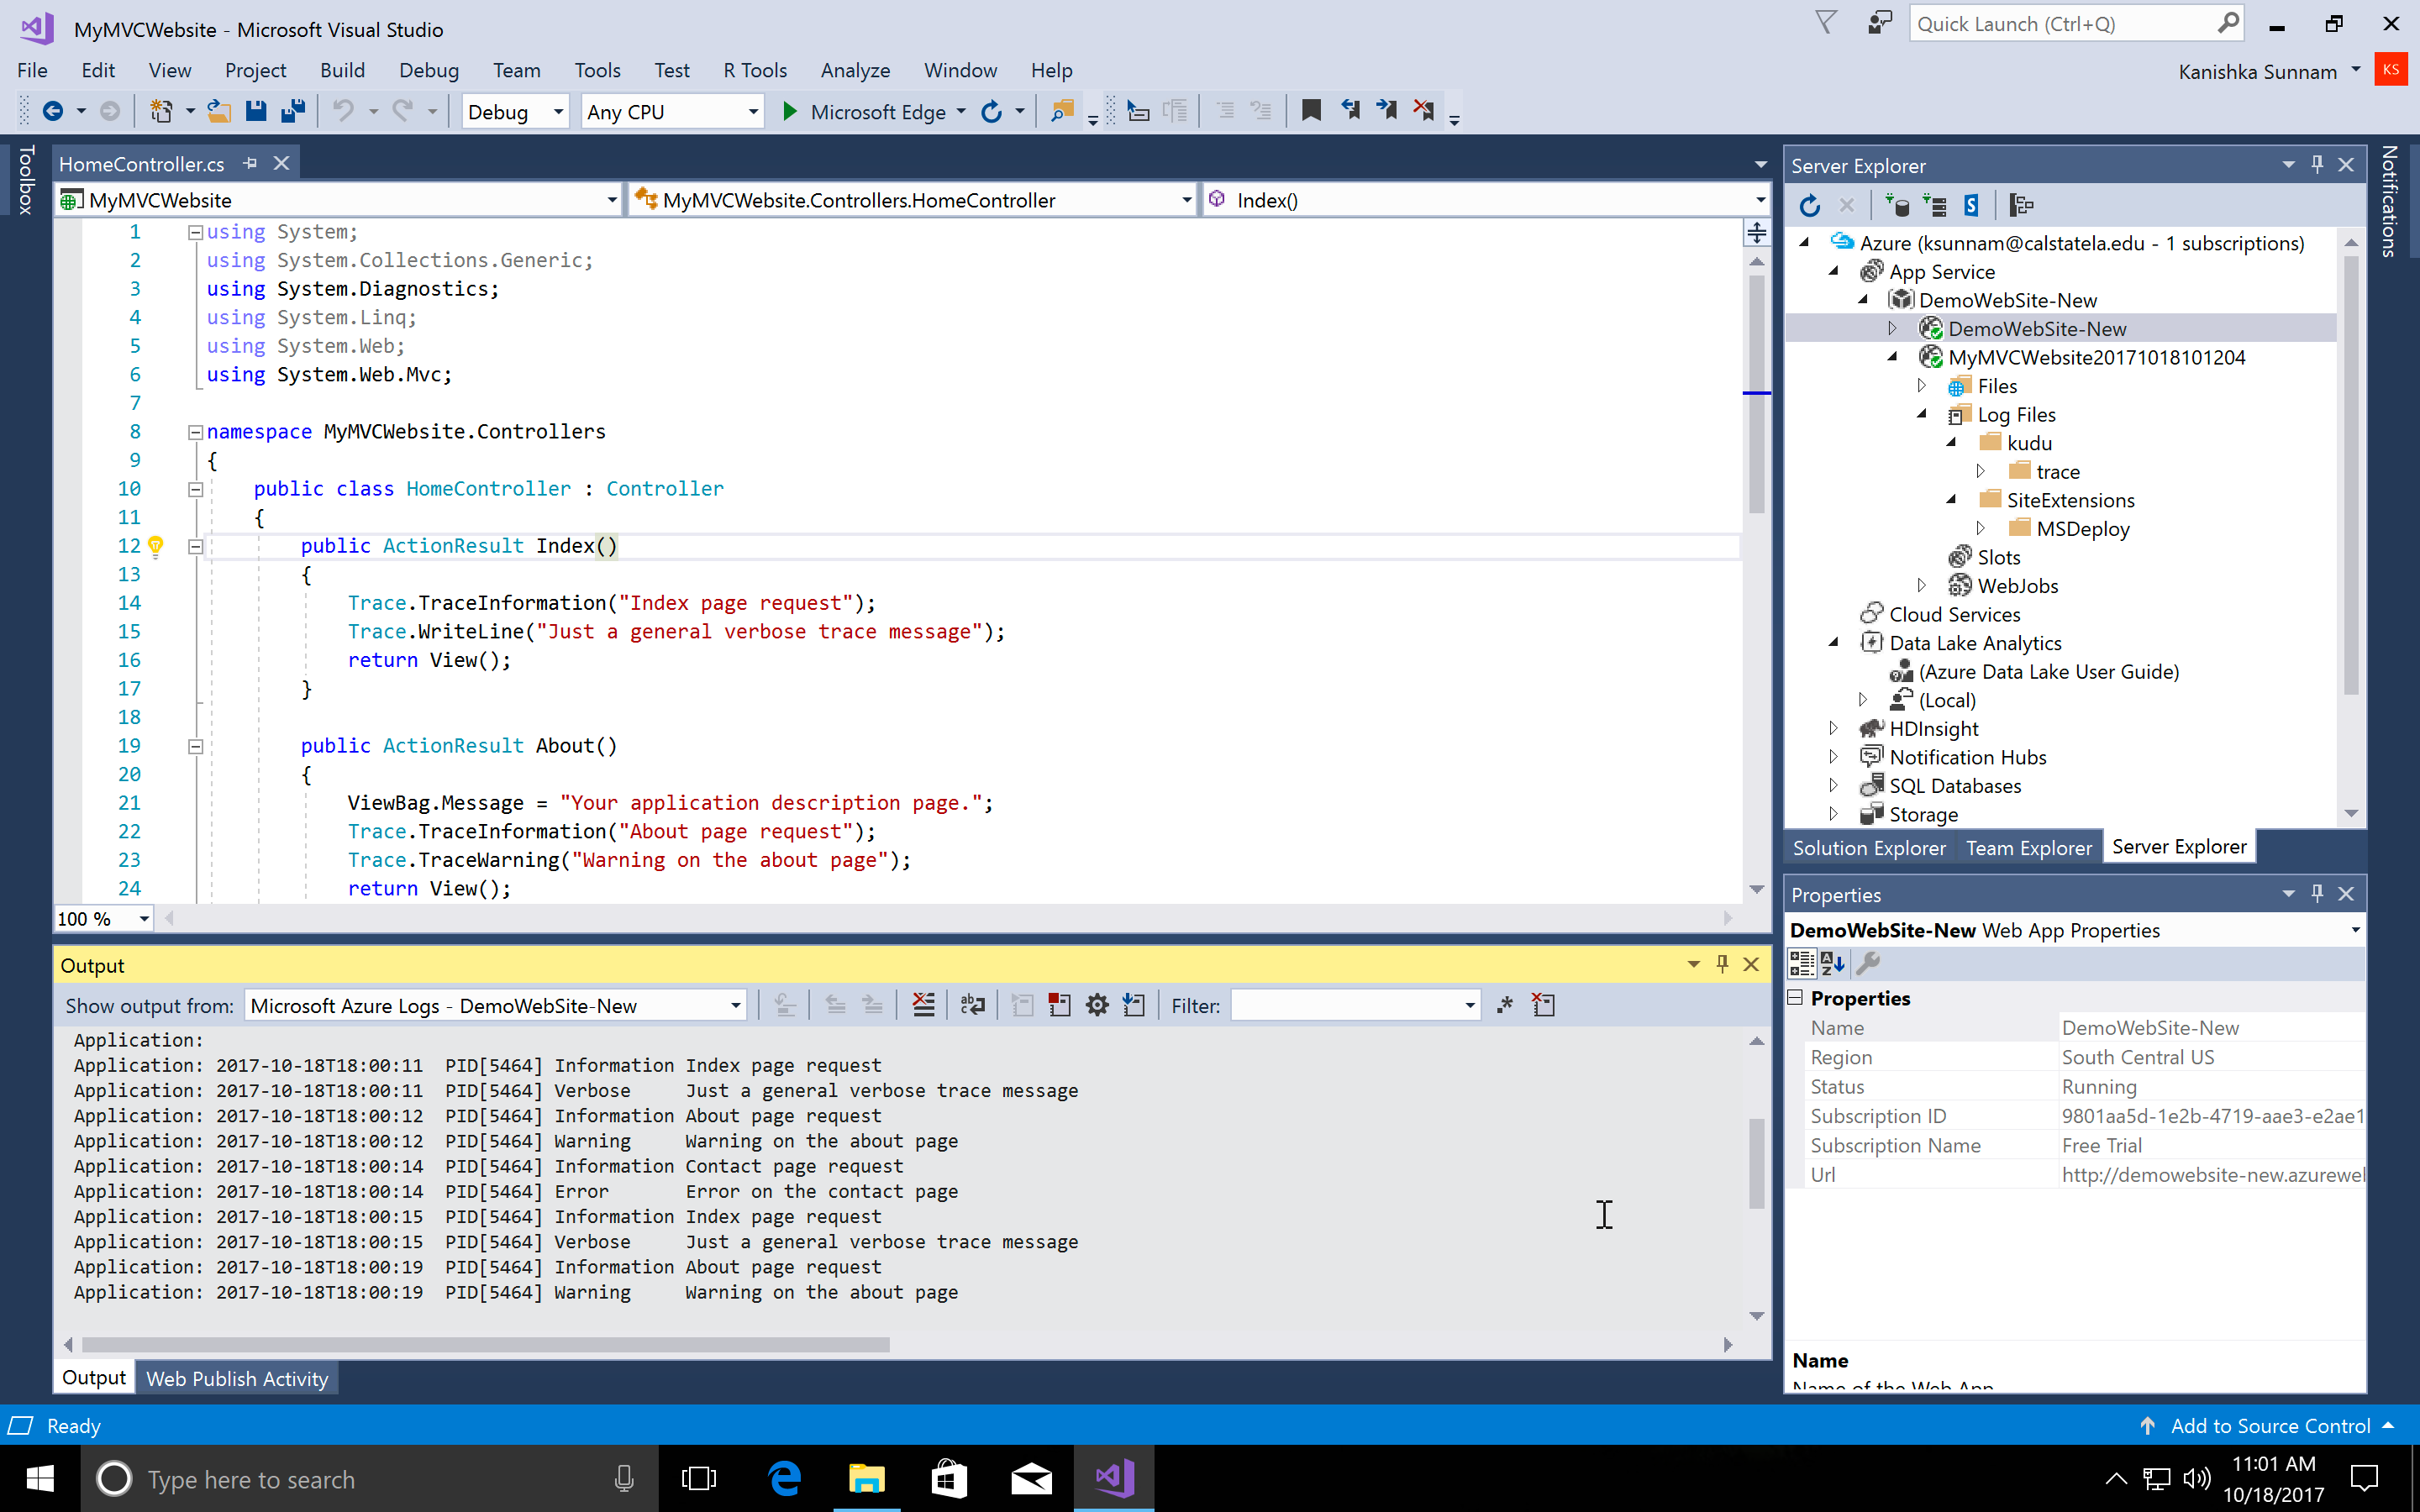 MyMVCWebsite - Microsoft Visual Studio
Quick Launch (Ctrl+Q)
File Edit View Project Build Debug Team Tools Test R Tools Analyze Window Help
Kanishka Sunnam KS
Debug Any CPU Microsoft Edge
Toolbox
HomeController.cs
MyMVCWebsite MyMVCWebsite.Controllers.HomeController Index()
1 using System;
2 using System.Collections.Generic;
3 using System.Diagnostics;
4 using System.Linq;
5 using System.Web;
6 using System.Web.Mvc;
7
8 namespace MyMVCWebsite.Controllers
9 {
10 public class HomeController : Controller
11 {
12 public ActionResult Index()
13 {
14 Trace.TraceInformation("Index page request");
15 Trace.WriteLine("Just a general verbose trace message");
16 return View();
17 }
18
19 public ActionResult About()
20 {
21 ViewBag.Message = "Your application description page.";
22 Trace.TraceInformation("About page request");
23 Trace.TraceWarning("Warning on the about page");
24 return View();
100 %
Output
Show output from: Microsoft Azure Logs - DemoWebSite-New Filter:
Application:
Application: 2017-10-18T18:00:11 PID[5464] Information Index page request
Application: 2017-10-18T18:00:11 PID[5464] Verbose Just a general verbose trace message
Application: 2017-10-18T18:00:12 PID[5464] Information About page request
Application: 2017-10-18T18:00:12 PID[5464] Warning Warning on the about page
Application: 2017-10-18T18:00:14 PID[5464] Information Contact page request
Application: 2017-10-18T18:00:14 PID[5464] Error Error on the contact page
Application: 2017-10-18T18:00:15 PID[5464] Information Index page request
Application: 2017-10-18T18:00:15 PID[5464] Verbose Just a general verbose trace message
Application: 2017-10-18T18:00:19 PID[5464] Information About page request
Application: 2017-10-18T18:00:19 PID[5464] Warning Warning on the about page
Output Web Publish Activity
Server Explorer
Notifications
Azure (ksunnam@calstatela.edu - 1 subscriptions)
App Service
DemoWebSite-New
DemoWebSite-New
MyMVCWebsite20171018101204
Files
Log Files
kudu
trace
SiteExtensions
MSDeploy
Slots
WebJobs
Cloud Services
Data Lake Analytics
(Azure Data Lake User Guide)
(Local)
HDInsight
Notification Hubs
SQL Databases
Storage
Solution Explorer Team Explorer Server Explorer
Properties
DemoWebSite-New Web App Properties
Properties
Name DemoWebSite-New
Region South Central US
Status Running
Subscription ID 9801aa5d-1e2b-4719-aae3-e2ae1
Subscription Name Free Trial
Url http://demowebsite-new.azurewel
Name
Name of the Web App
Ready
Add to Source Control
Type here to search
11:01 AM
10/18/2017